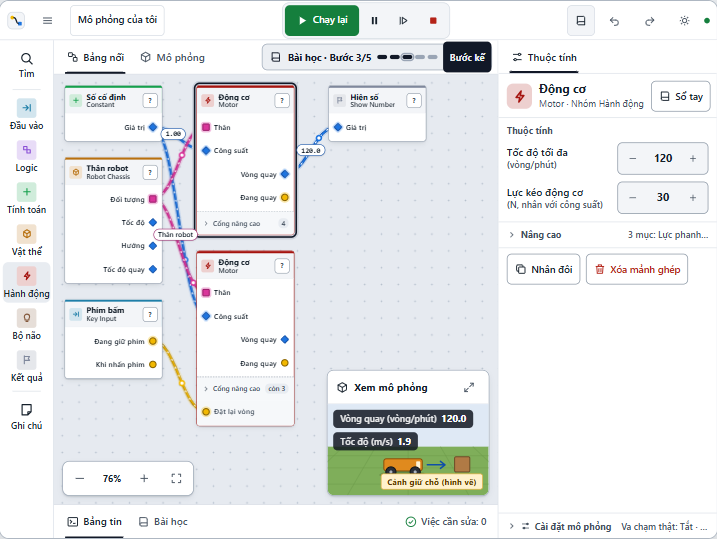 Mô phỏng của tôi
Chạy lại
Tìm
Đầu vào
Logic
Tính toán
Vật thể
Hành động
Bộ não
Kết quả
Ghi chú
Bảng nối
Mô phỏng
Bài học · Bước 3/5
Bước kế
Số cố định
Constant
?
Giá trị
1.00
Thân robot
Robot Chassis
?
Đối tượng
Tốc độ
Hướng
Tốc độ quay
Thân robot
Phím bấm
Key Input
?
Đang giữ phím
Khi nhấn phím
Động cơ
Motor
?
Thân
Công suất
Vòng quay
Đang quay
Cổng nâng cao
4
120.0
Động cơ
Motor
?
Thân
Công suất
Vòng quay
Đang quay
Cổng nâng cao
còn 3
Đặt lại vòng
Hiện số
Show Number
?
Giá trị
76%
Xem mô phỏng
Vòng quay (vòng/phút) 120.0
Tốc độ (m/s) 1.9
Cảnh giữ chỗ (hình vẽ)
Bảng tin
Bài học
Việc cần sửa: 0
Thuộc tính
Động cơ
Motor · Nhóm Hành động
Sổ tay
Thuộc tính
Tốc độ tối đa
(vòng/phút)
120
Lực kéo động cơ
(N, nhân với công suất)
30
Nâng cao
3 mục: Lực phanh...
Nhân đôi
Xóa mảnh ghép
Cài đặt mô phỏng
Va chạm thật: Tắt · ...